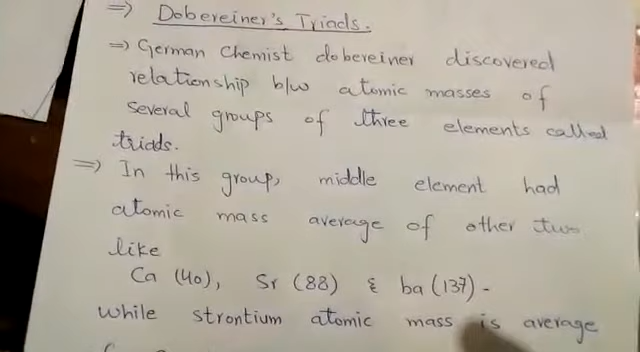 ⇒ Dobereiner's Triads.
⇒ German Chemist dobereiner discovered
relationship b/w atomic masses of
several groups of three elements called
triads.
⇒ In this group, middle element had
atomic mass average of other two
like
Ca (40), Sr (88) & ba (137)-
while strontium atomic mass is average